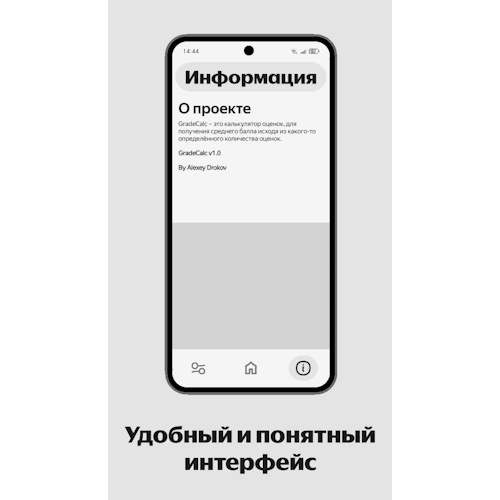 14:44
Информация
О проекте
GradeCalc – это калькулятор оценок, для
получения среднего балла исходя из какого-то
определённого количества оценок.
GradeCalc v1.0
By Alexey Drokov
Удобный и понятный
интерфейс